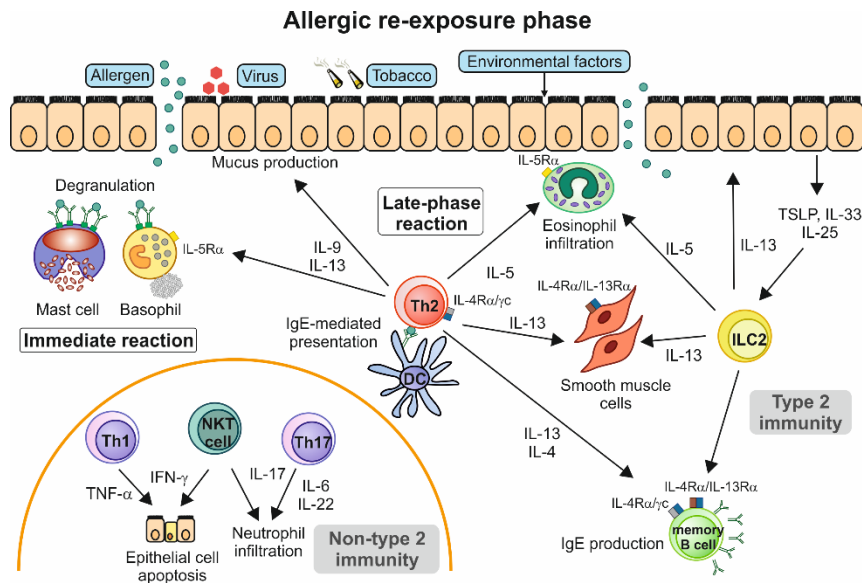 Allergic re-exposure phase
Allergen
Virus
Tobacco
Environmental factors
Mucus production
Degranulation
IL-5Rα
Mast cell
Basophil
Immediate reaction
Late-phase
reaction
IL-9
IL-13
IL-5Rα
Eosinophil
infiltration
IL-5
IL-5
IL-13
TSLP, IL-33
IL-25
Th2
IL-4Rα/γc
IgE-mediated
presentation
DC
IL-13
IL-4Rα/IL-13Rα
Smooth muscle
cells
IL-13
ILC2
Type 2
immunity
IL-13
IL-4
IL-4Rα/IL-13Rα
IL-4Rα/γc
memory
B cell
IgE production
Th1
NKT
cell
Th17
TNF-α
IFN-γ
IL-17
IL-6
IL-22
Epithelial cell
apoptosis
Neutrophil
infiltration
Non-type 2
immunity